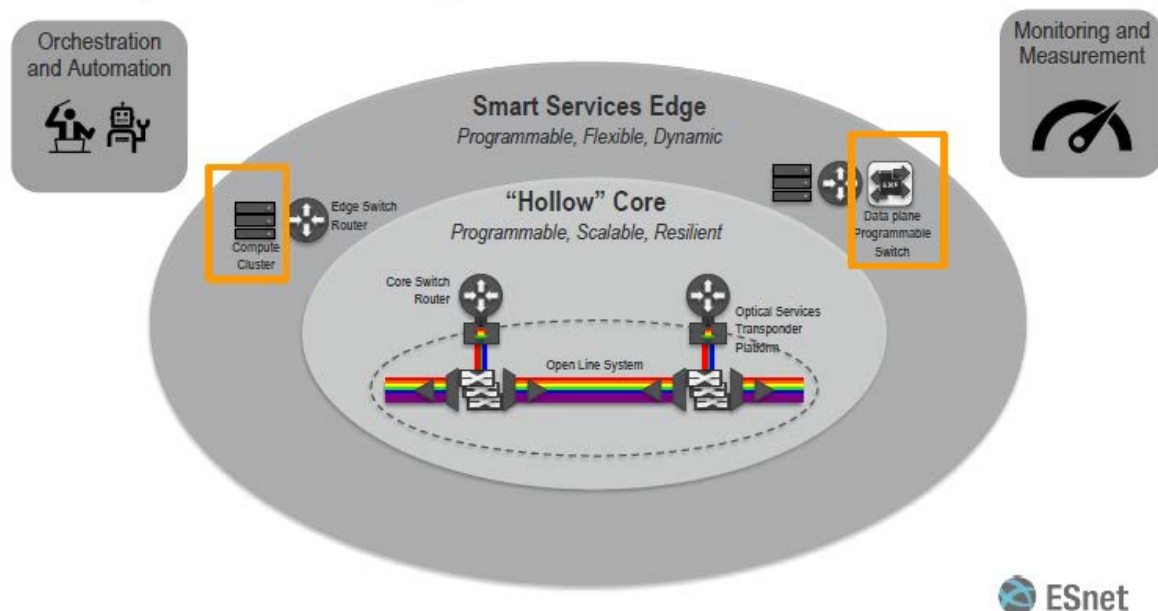 Orchestration
and Automation
Monitoring and
Measurement
Smart Services Edge
Programmable, Flexible, Dynamic
Edge Switch
Router
Compute
Cluster
Data plane
Programmable
Switch
“Hollow” Core
Programmable, Scalable, Resilient
Core Switch
Router
Optical Services
Transponder
Platform
Open Line System
ESnet